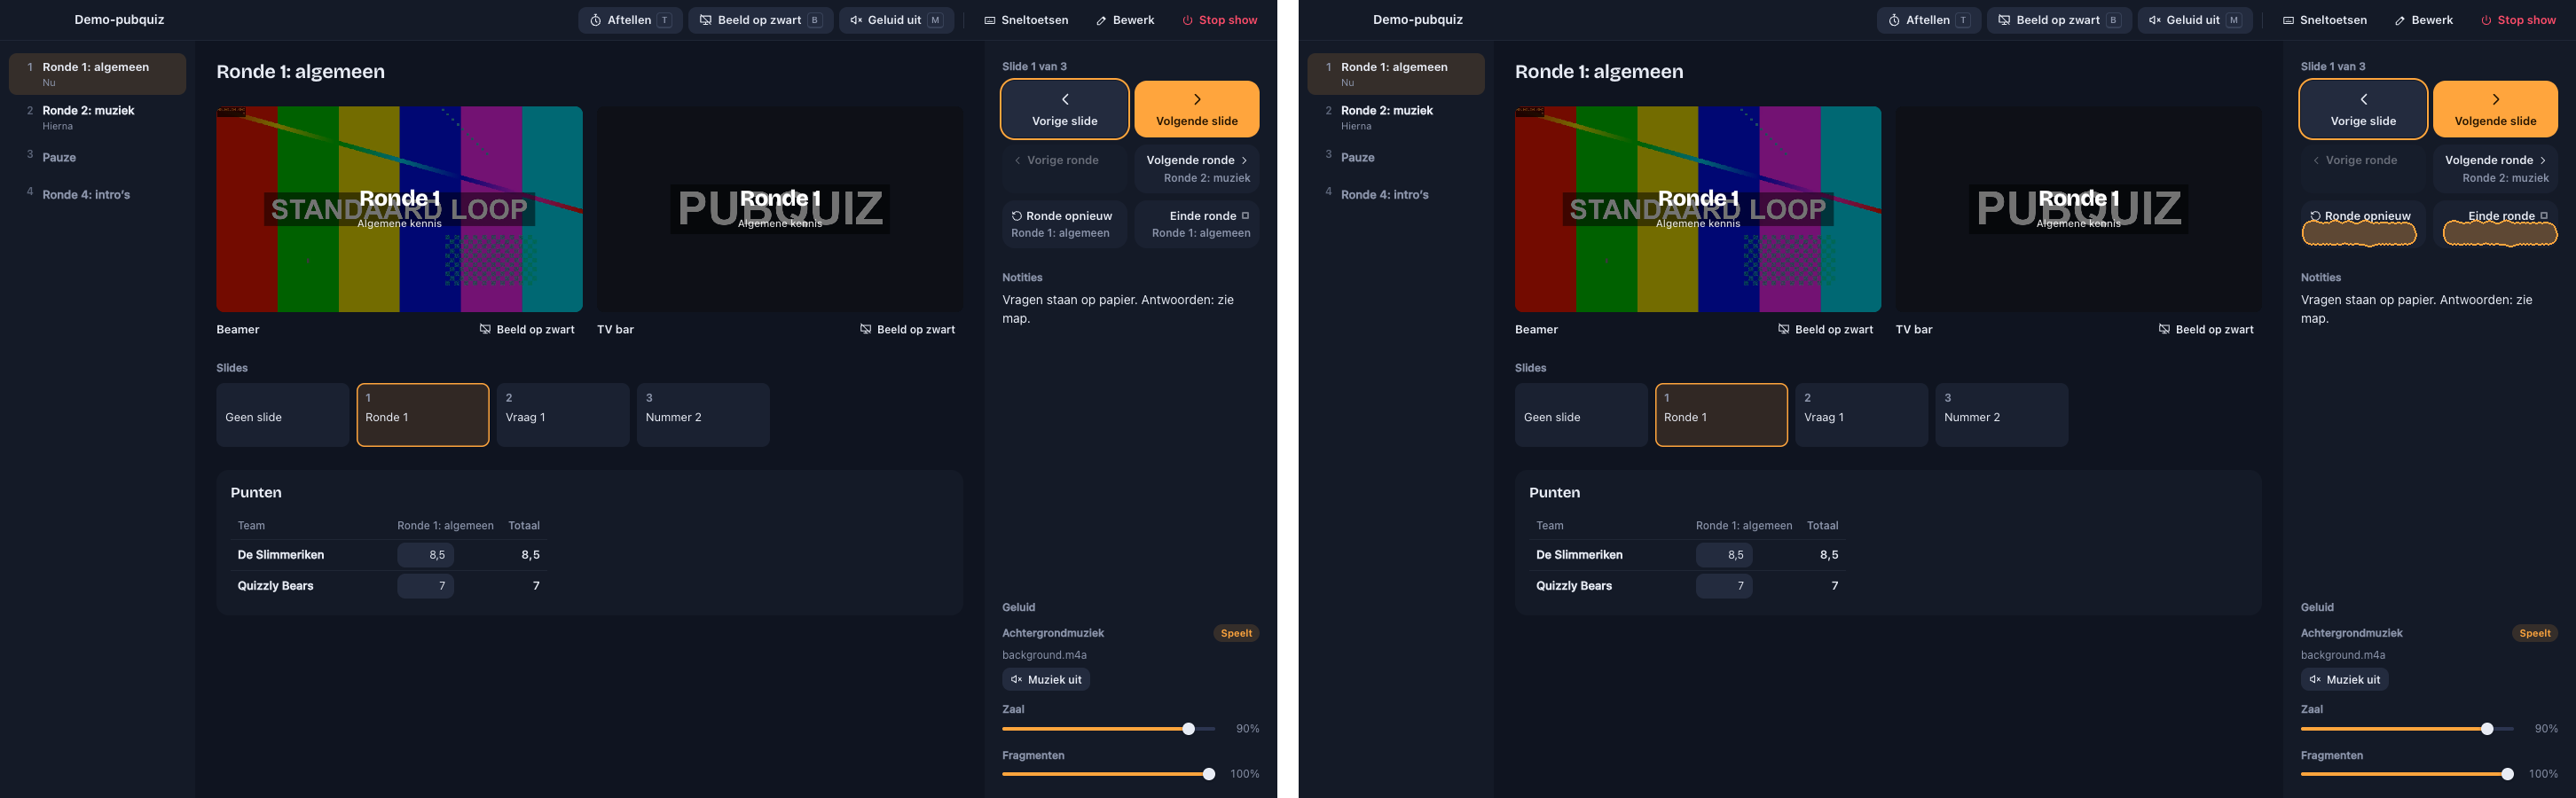 Demo-pubquiz
Aftellen T
Beeld op zwart B
Geluid uit M
Sneltoetsen
Bewerk
Stop show
1 Ronde 1: algemeen
Nu
2 Ronde 2: muziek
Hierna
3 Pauze
4 Ronde 4: intro's
Ronde 1: algemeen
STANDAARD LOOP
Ronde 1
Algemene kennis
PUBQUIZ
Ronde 1
Algemene kennis
Beamer
Beeld op zwart
TV bar
Beeld op zwart
Slides
Geen slide
1
Ronde 1
2
Vraag 1
3
Nummer 2
Punten
Team Ronde 1: algemeen Totaal
De Slimmeriken 8,5 8,5
Quizzly Bears 7 7
Slide 1 van 3
Vorige slide
Volgende slide
Vorige ronde
Volgende ronde
Ronde 2: muziek
Ronde opnieuw
Ronde 1: algemeen
Einde ronde
Ronde 1: algemeen
Notities
Vragen staan op papier. Antwoorden: zie
map.
Geluid
Achtergrondmuziek Speelt
background.m4a
Muziek uit
Zaal
90%
Fragmenten
100%
Demo-pubquiz
Aftellen T
Beeld op zwart B
Geluid uit M
Sneltoetsen
Bewerk
Stop show
1 Ronde 1: algemeen
Nu
2 Ronde 2: muziek
Hierna
3 Pauze
4 Ronde 4: intro's
Ronde 1: algemeen
STANDAARD LOOP
Ronde 1
Algemene kennis
PUBQUIZ
Ronde 1
Algemene kennis
Beamer
Beeld op zwart
TV bar
Beeld op zwart
Slides
Geen slide
1
Ronde 1
2
Vraag 1
3
Nummer 2
Punten
Team Ronde 1: algemeen Totaal
De Slimmeriken 8,5 8,5
Quizzly Bears 7 7
Slide 1 van 3
Vorige slide
Volgende slide
Vorige ronde
Volgende ronde
Ronde 2: muziek
Ronde opnieuw
Einde ronde
Notities
Vragen staan op papier. Antwoorden: zie
map.
Geluid
Achtergrondmuziek Speelt
background.m4a
Muziek uit
Zaal
90%
Fragmenten
100%